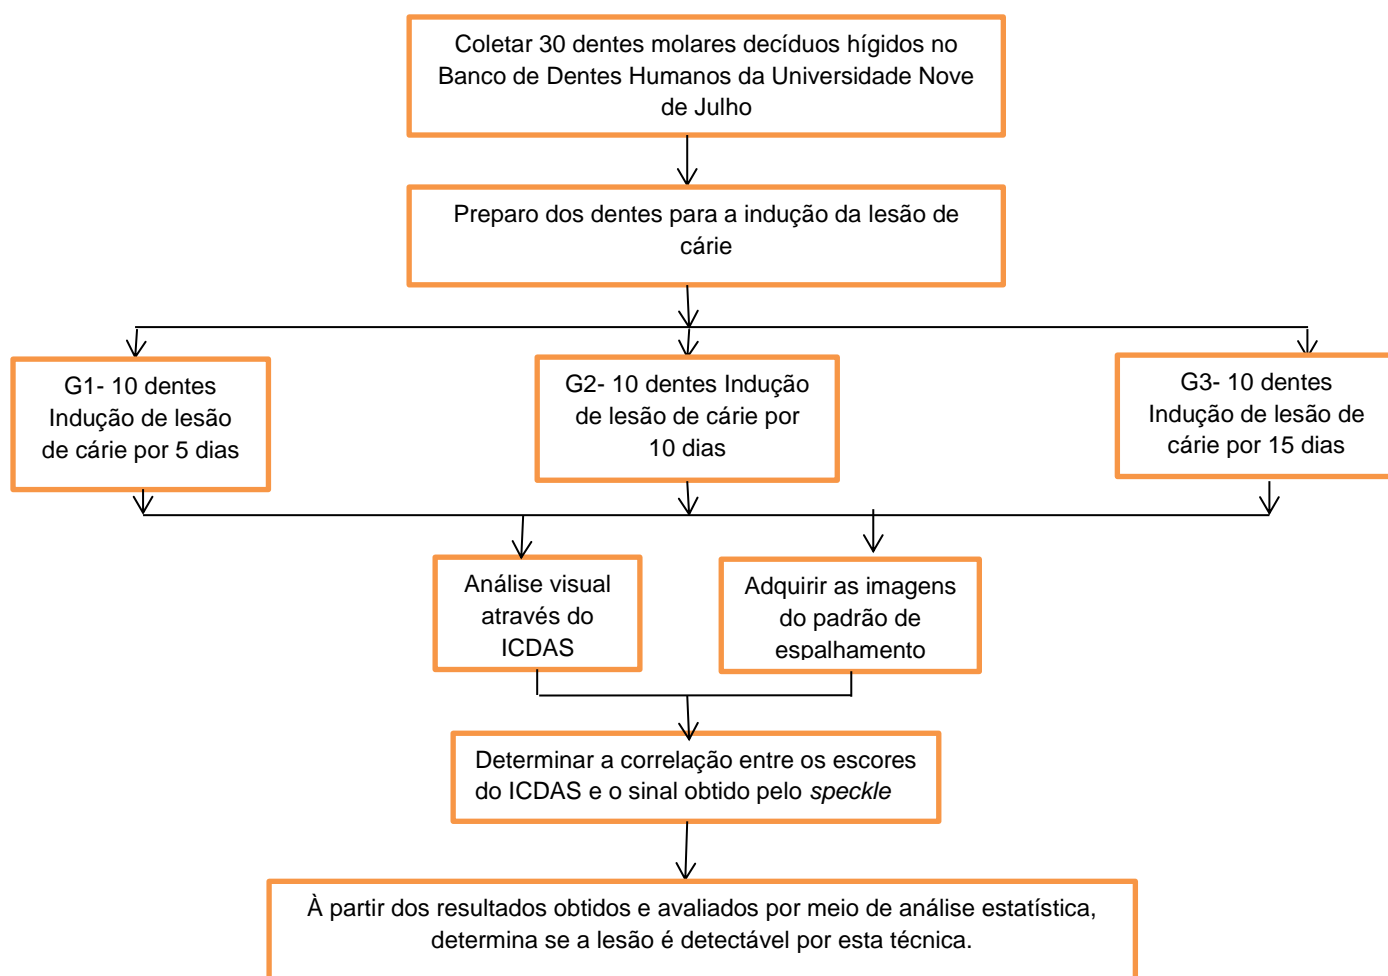 Coletar 30 dentes molares decíduos hígidos no
Banco de Dentes Humanos da Universidade Nove
de Julho
Preparo dos dentes para a indução da lesão de
cárie
G1- 10 dentes
Indução de lesão
de cárie por 5 dias
G2- 10 dentes Indução
de lesão de cárie por
10 dias
G3- 10 dentes
Indução de lesão de
cárie por 15 dias
Análise visual
através do
ICDAS
Adquirir as imagens
do padrão de
espalhamento
Determinar a correlação entre os escores
do ICDAS e o sinal obtido pelo speckle
À partir dos resultados obtidos e avaliados por meio de análise estatística,
determina se a lesão é detectável por esta técnica.